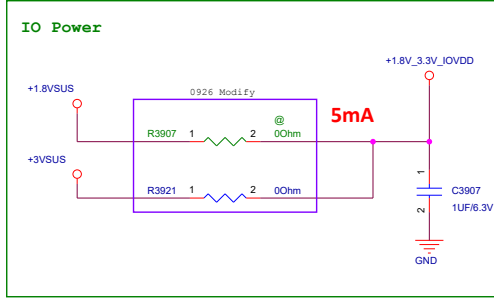 IO Power
+1.8V_3.3V_IOVDD
+1.8VSUS
0926 Modify
@
5mA
R3907 1 2 0Ohm
+3VSUS
R3921 1 2 0Ohm
1
C3907
2
1UF/6.3V
GND